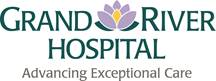 GRAND RIVER
HOSPITAL
Advancing Exceptional Care